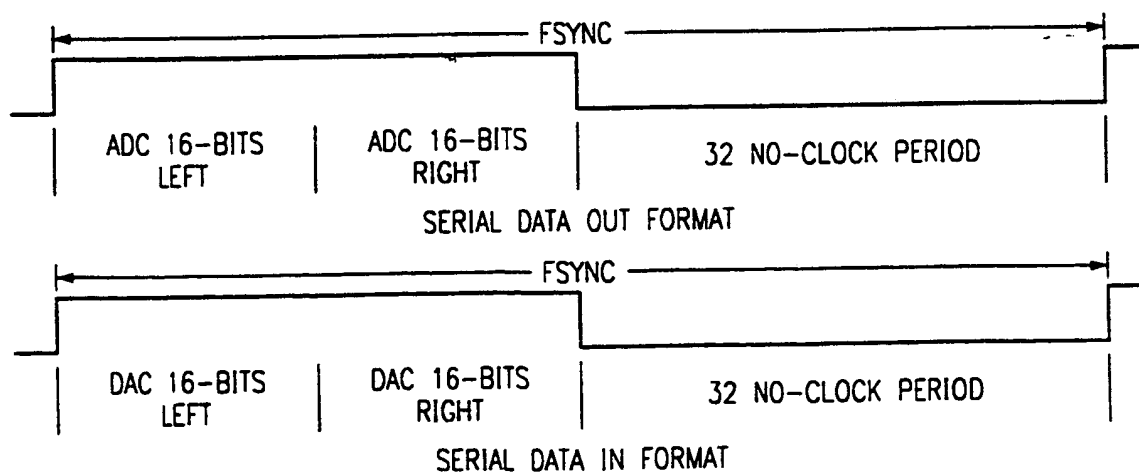 FSYNC
ADC 16-BITS
LEFT
ADC 16-BITS
RIGHT
32 NO-CLOCK PERIOD
SERIAL DATA OUT FORMAT
FSYNC
DAC 16-BITS
LEFT
DAC 16-BITS
RIGHT
32 NO-CLOCK PERIOD
SERIAL DATA IN FORMAT